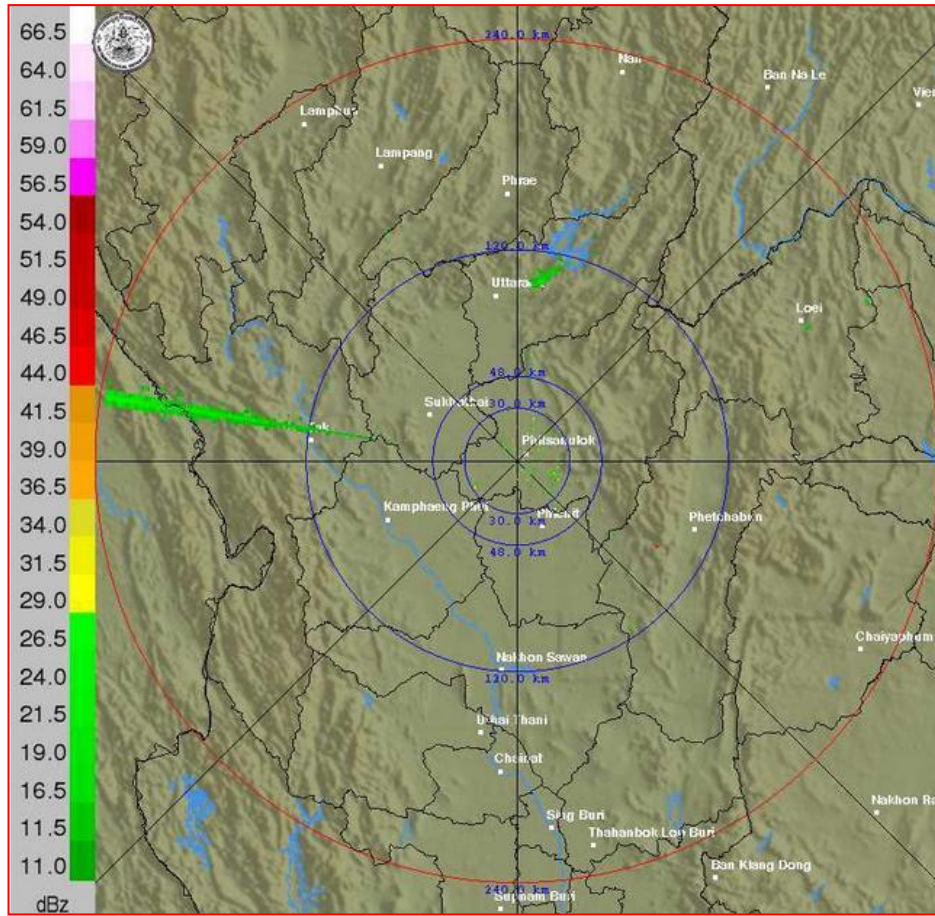 66.5
64.0
61.5
59.0
56.5
54.0
49.0
46.5
44.0
41.5
39.0
36.5
34.0
31.5
29.0
26.5
24.0
21.5
19.0
16.5
11.5
11.0
dBz
240.0 km
Nan
Ban Na Le
Lamphun
Lampang
Phrae
120.0 km
Loei
48.0 km
Sukhothai
30.0 km
Phitsanulok
Kamphaeng Phet
30.0 km
Phichit
Phetchabun
48.0 km
Chaiyaphum
Nakhon Sawan
120.0 km
Uthai Thani
Chainat
Sing Buri
Thahanbok Lop Buri
Ban Klang Dong
240.0 km
Suphan Buri